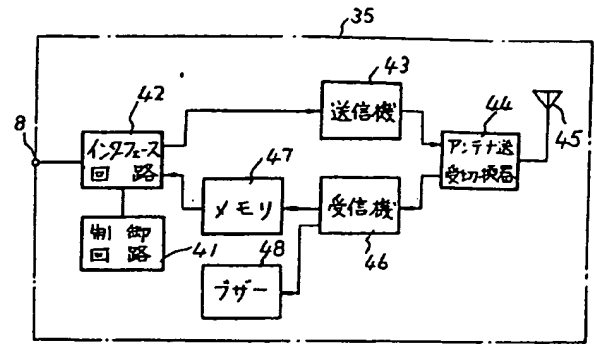 35
43
送信機
44
アンテナ送
受切換器
45
42
8
インタフェース
回路
47
メモリ
受信機
46
制御
回路
41
48
ブザー